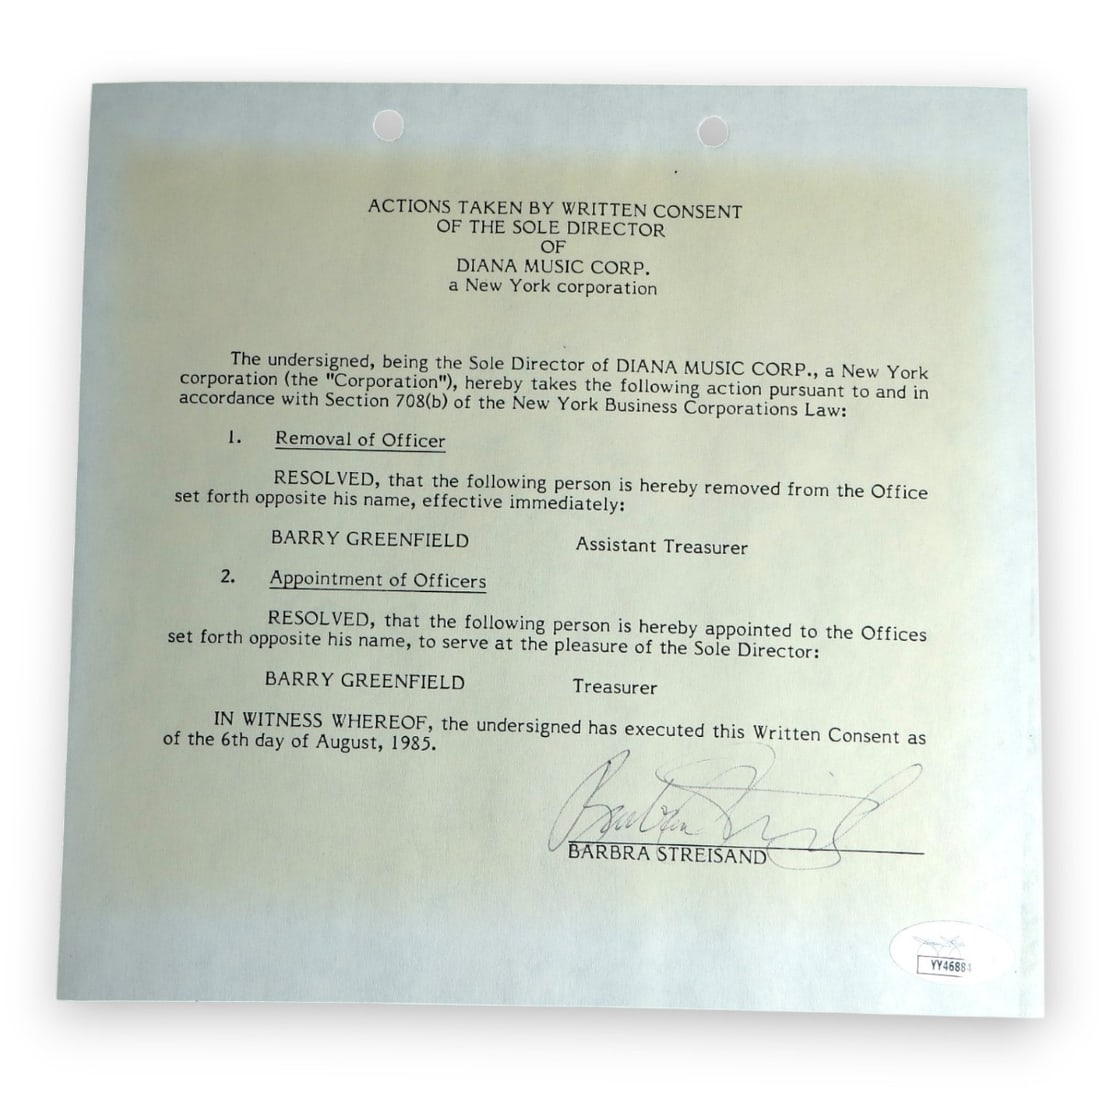 ACTIONS TAKEN BY WRITTEN CONSENT
OF THE SOLE DIRECTOR
OF
DIANA MUSIC CORP.
a New York corporation
The undersigned, being the Sole Director of DIANA MUSIC CORP., a New York
corporation (the "Corporation"), hereby takes the following action pursuant to and in
accordance with Section 708(b) of the New York Business Corporations Law:
1. Removal of Officer
RESOLVED, that the following person is hereby removed from the Office
set forth opposite his name, effective immediately:
BARRY GREENFIELD Assistant Treasurer
2. Appointment of Officers
RESOLVED, that the following person is hereby appointed to the Offices
set forth opposite his name, to serve at the pleasure of the Sole Director:
BARRY GREENFIELD Treasurer
IN WITNESS WHEREOF, the undersigned has executed this Written Consent as
of the 6th day of August, 1985.
Barbra Streisand
BARBRA STREISAND
YY46884